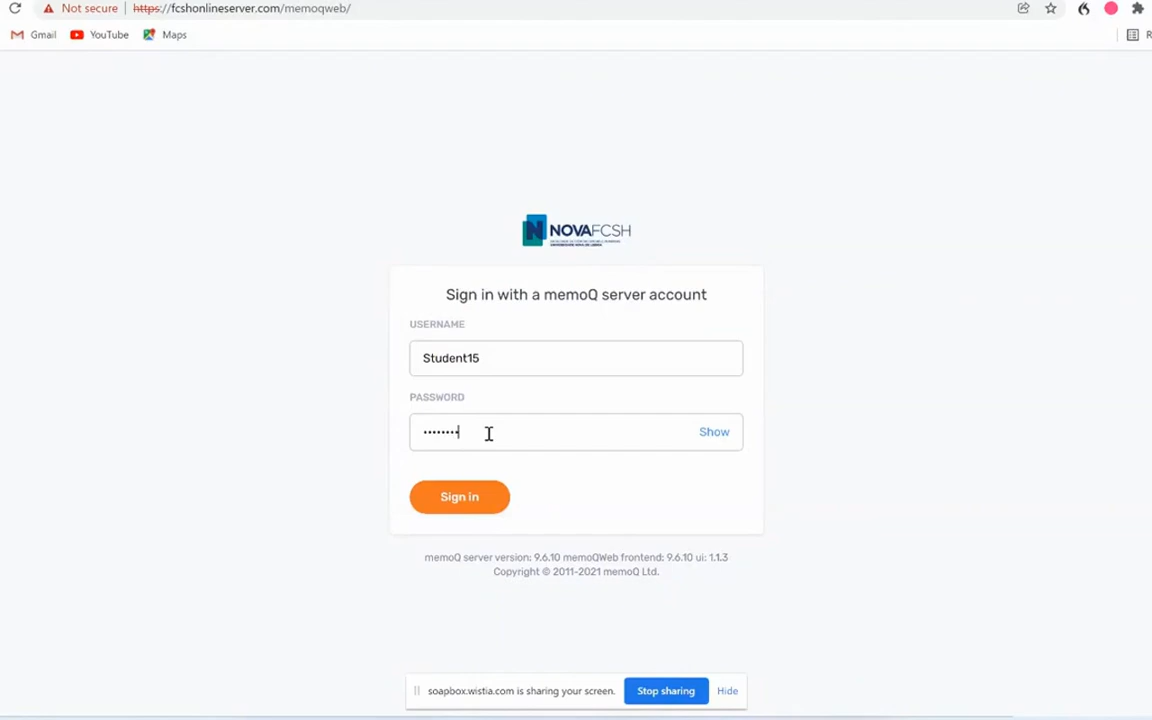 Not secure https://fcshonlineserver.com/memoqweb/
Gmail YouTube Maps R
NOVAFCSH
Sign in with a memoQ server account
USERNAME
Student15
PASSWORD
•••••••• Show
Sign in
memoQ server version: 9.6.10 memoQWeb frontend: 9.6.10 ui: 1.1.3
Copyright © 2011-2021 memoQ Ltd.
soapbox.wistia.com is sharing your screen. Stop sharing Hide